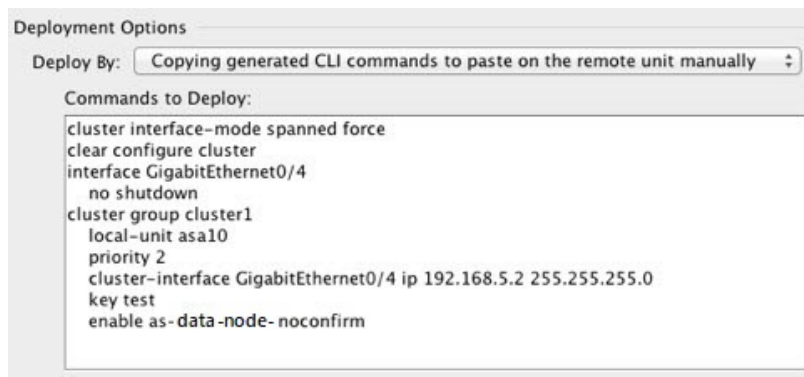 Deployment Options
Deploy By: Copying generated CLI commands to paste on the remote unit manually
Commands to Deploy:
cluster interface-mode spanned force
clear configure cluster
interface GigabitEthernet0/4
no shutdown
cluster group cluster1
local-unit asa10
priority 2
cluster-interface GigabitEthernet0/4 ip 192.168.5.2 255.255.255.0
key test
enable as-data-node-noconfirm